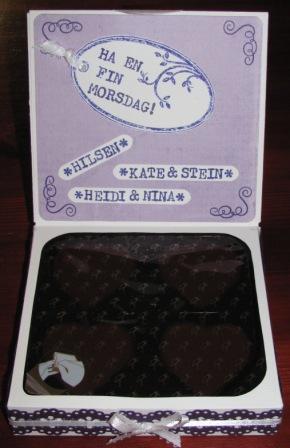 HA EN
FIN
MORSDAG!
*HILSEN*
*KATE & STEIN*
*HEIDI & NINA*